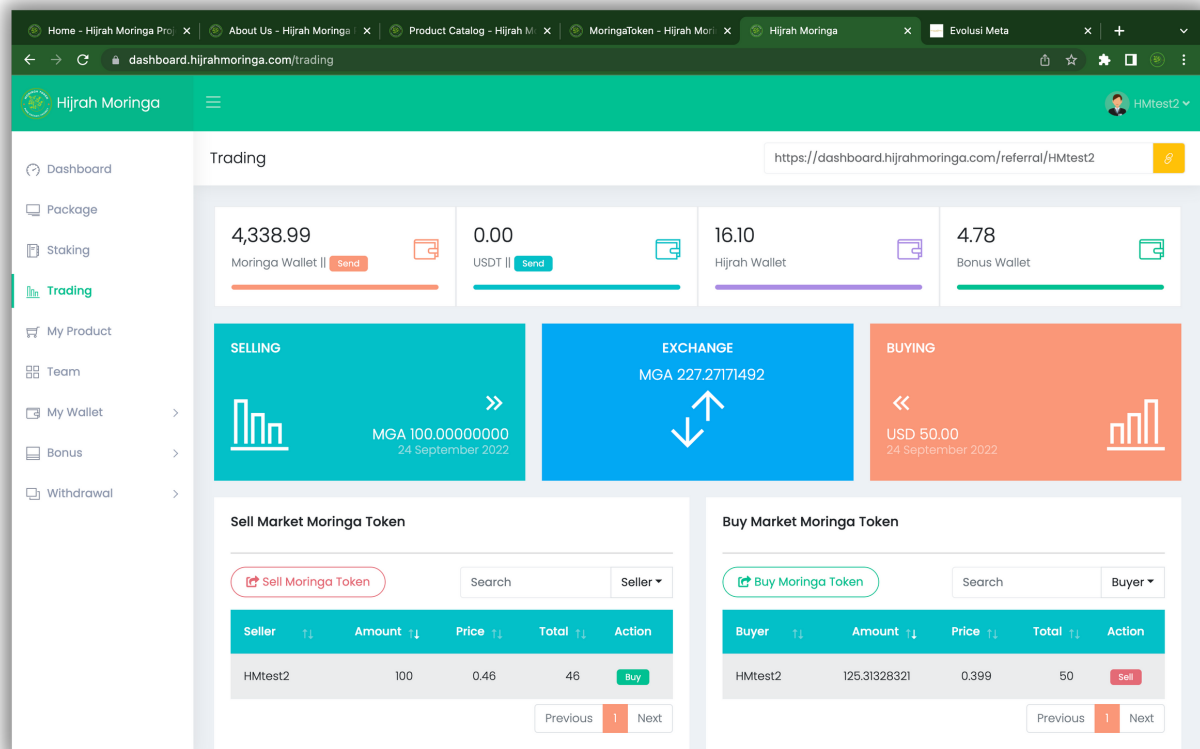 Home - Hijrah Moringa Proj
About Us - Hijrah Moringa
Product Catalog - Hijrah M
MoringaToken - Hijrah Mori
Hijrah Moringa
Evolusi Meta
dashboard.hijrahmoringa.com/trading
Hijrah Moringa
HMtest2
Dashboard
Package
Staking
Trading
My Product
Team
My Wallet
Bonus
Withdrawal
Trading
https://dashboard.hijrahmoringa.com/referral/HMtest2
4,338.99
Moringa Wallet || Send
0.00
USDT || Send
16.10
Hijrah Wallet
4.78
Bonus Wallet
SELLING
MGA 100.00000000
24 September 2022
EXCHANGE
MGA 227.27171492
BUYING
USD 50.00
24 September 2022
Sell Market Moringa Token
Sell Moringa Token
Search
Seller
Seller Amount Price Total Action
HMtest2 100 0.46 46 Buy
Previous 1 Next
Buy Market Moringa Token
Buy Moringa Token
Search
Buyer
Buyer Amount Price Total Action
HMtest2 125.31328321 0.399 50 Sell
Previous 1 Next